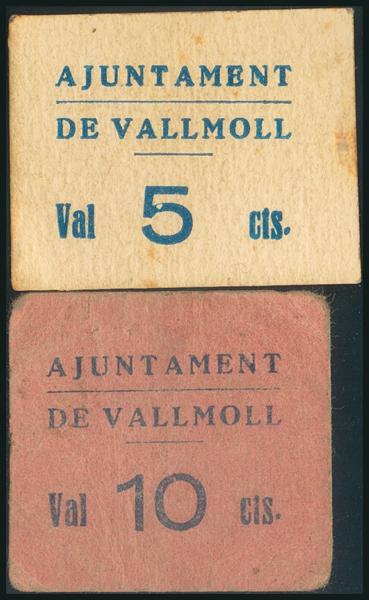 AJUNTAMENT
DE VALLMOLL
Val 5 cts.
AJUNTAMENT
DE VALLMOLL
Val 10 cts.